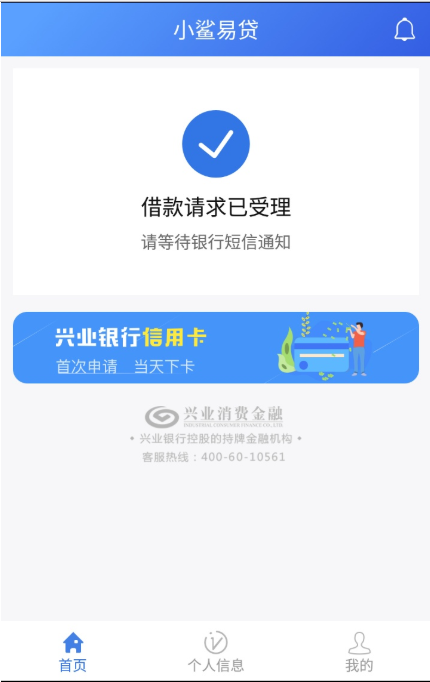 小鲨易贷
借款请求已受理
请等待银行短信通知
兴业银行信用卡
首次申请 当天下卡
兴业消费金融
INDUSTRIAL CONSUMER FINANCE CO., LTD.
• 兴业银行控股的持牌金融机构 •
客服热线：400-60-10561
首页
个人信息
我的